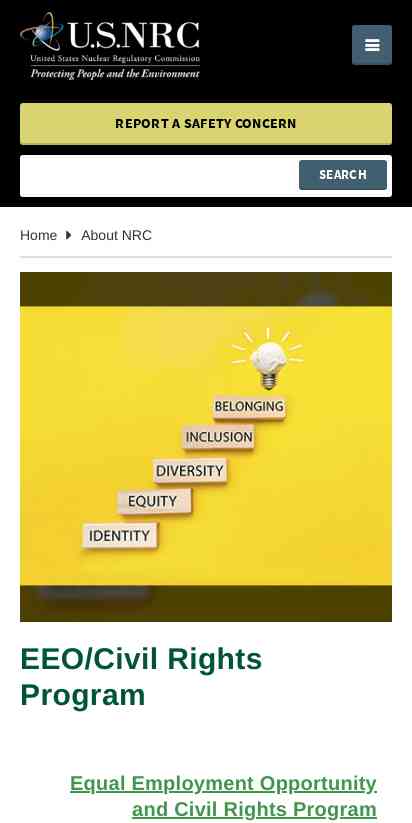 U.S.NRC
United States Nuclear Regulatory Commission
Protecting People and the Environment
REPORT A SAFETY CONCERN
SEARCH
Home About NRC
BELONGING
INCLUSION
DIVERSITY
EQUITY
IDENTITY
EEO/Civil Rights
Program
Equal Employment Opportunity
and Civil Rights Program